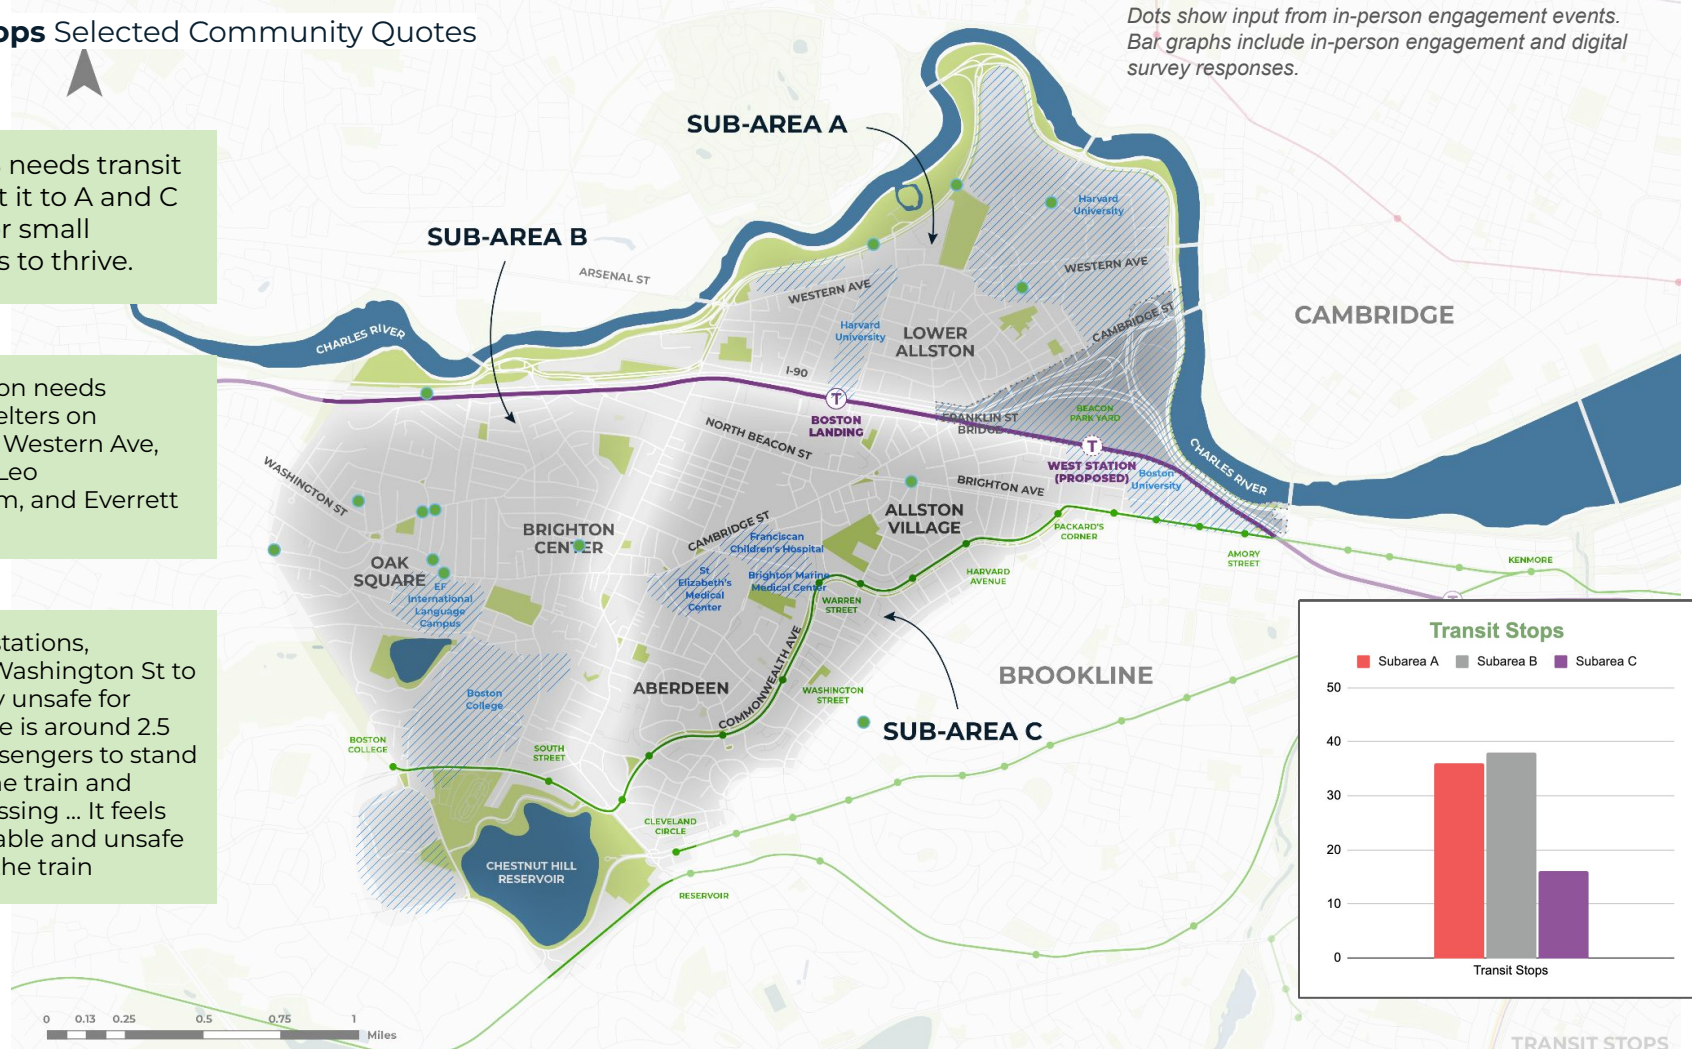 ops Selected Community Quotes
Dots show input from in-person engagement events.
Bar graphs include in-person engagement and digital
survey responses.
needs transit
t it to A and C
r small
s to thrive.
on needs
elters on
Western Ave,
Leo
m, and Everrett
stations,
Washington St to
y unsafe for
e is around 2.5
ssengers to stand
he train and
ssing ... It feels
able and unsafe
the train
SUB-AREA A
SUB-AREA B
SUB-AREA C
ARSENAL ST
CHARLES RIVER
WESTERN AVE
WESTERN AVE
Harvard
University
Harvard
University
LOWER
ALLSTON
CAMBRIDGE ST
CAMBRIDGE
I-90
T
BOSTON
LANDING
FRANKLIN ST
BRIDGE
BEACON
PARK YARD
T
WEST STATION
(PROPOSED)
Boston
University
CHARLES RIVER
NORTH BEACON ST
BRIGHTON AVE
WASHINGTON ST
BRIGHTON
CENTER
CAMBRIDGE ST
ALLSTON
VILLAGE
PACKARD'S
CORNER
AMORY
STREET
KENMORE
OAK
SQUARE
EF
International
Language
Campus
Franciscan
Children's Hospital
St
Elizabeth's
Medical
Center
Brighton Marine
Medical Center
HARVARD
AVENUE
WARREN
STREET
COMMONWEALTH AVE
ABERDEEN
WASHINGTON
STREET
BROOKLINE
Boston
College
BOSTON
COLLEGE
SOUTH
STREET
CLEVELAND
CIRCLE
CHESTNUT HILL
RESERVOIR
RESERVOIR
T
Transit Stops
Subarea A Subarea B Subarea C
50
40
30
20
10
0
Transit Stops
0 0.13 0.25 0.5 0.75 1
Miles
TRANSIT STOPS